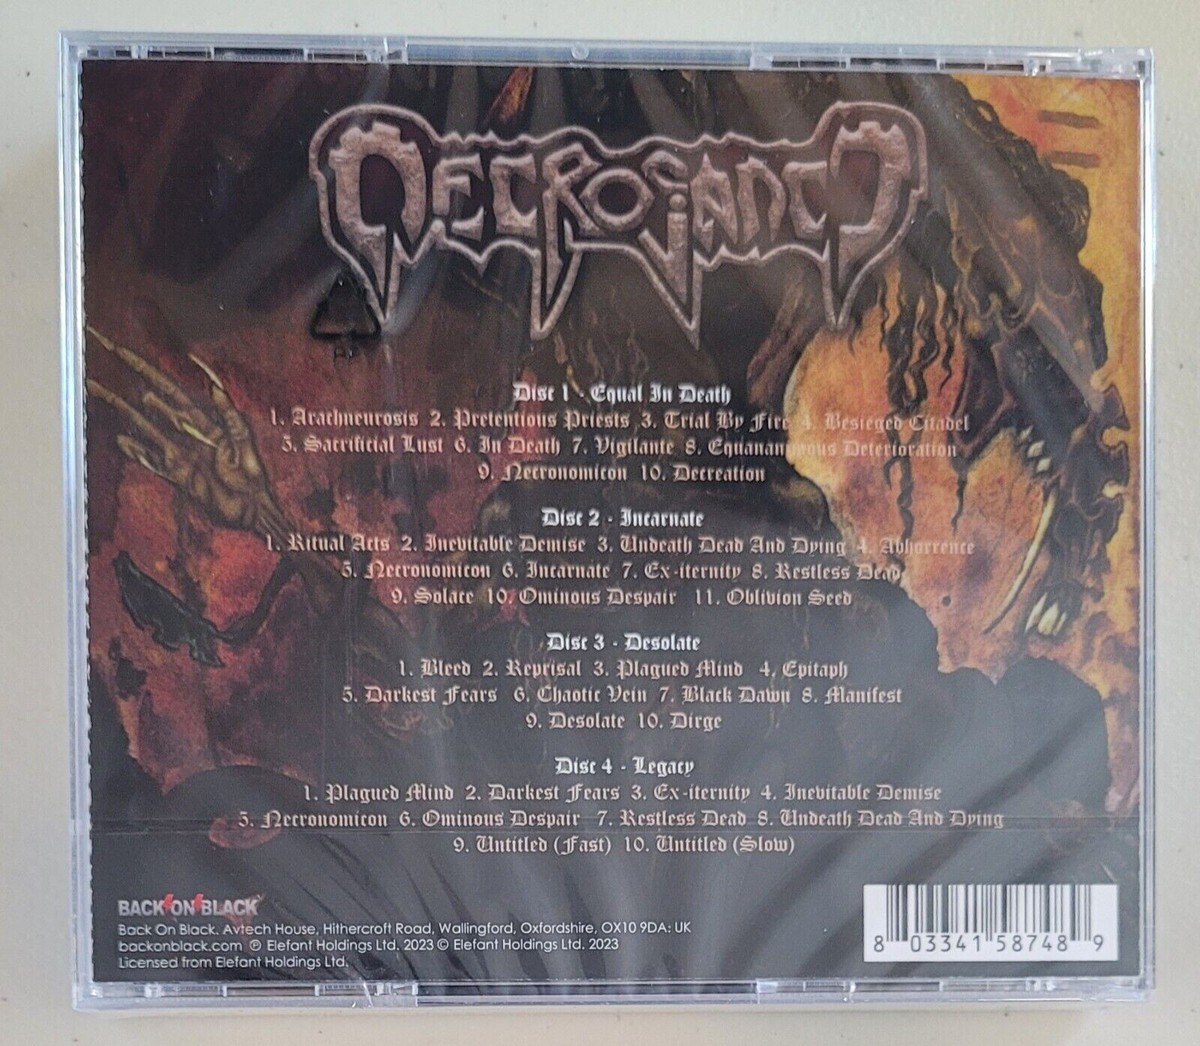 NECROSANCT
Disc 1 - Equal In Death
1. Arachneurosis 2. Pretentious Priests 3. Trial By Fire 4. Besieged Citadel
5. Sacrificial Lust 6. In Death 7. Vigilante 8. Equananymous Deterioration
9. Necronomicon 10. Decreation
Disc 2 - Incarnate
1. Ritual Acts 2. Inevitable Demise 3. Undeath Dead And Dying 4. Abhorrence
5. Necronomicon 6. Incarnate 7. Ex-iternity 8. Restless Dead
9. Solace 10. Ominous Despair 11. Oblivion Seed
Disc 3 - Desolate
1. Bleed 2. Reprisal 3. Plagued Mind 4. Epitaph
5. Darkest Fears 6. Chaotic Vein 7. Black Dawn 8. Manifest
9. Desolate 10. Dirge
Disc 4 - Legacy
1. Plagued Mind 2. Darkest Fears 3. Ex-iternity 4. Inevitable Demise
5. Necronomicon 6. Ominous Despair 7. Restless Dead 8. Undeath Dead And Dying
9. Untitled (Fast) 10. Untitled (Slow)
BACK ON BLACK
Back On Black. Avtech House, Hithercroft Road, Wallingford, Oxfordshire, OX10 9DA: UK
backonblack.com ℗ Elefant Holdings Ltd. 2023 © Elefant Holdings Ltd. 2023
Licensed from Elefant Holdings Ltd.
8 03341 58748 9